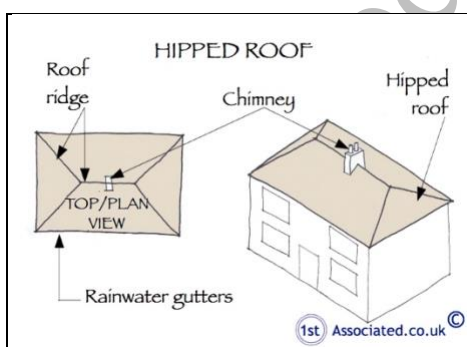 HIPPED ROOF
Roof
ridge
Chimney
Hipped
roof
TOP/PLAN
VIEW
Rainwater gutters
1st Associated.co.uk ©